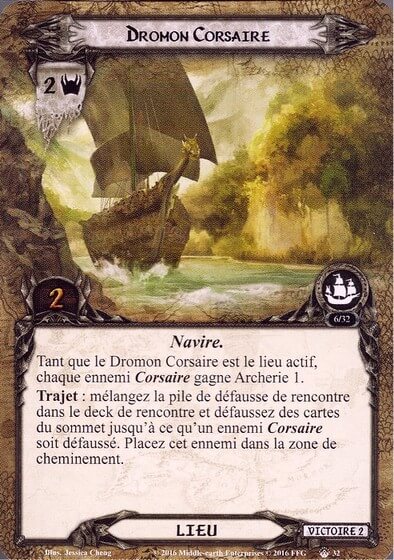 Dromon Corsaire
2
2
6/32
Navire.
Tant que le Dromon Corsaire est le lieu actif,
chaque ennemi Corsaire gagne Archerie 1.
Trajet : mélangez la pile de défausse de rencontre
dans le deck de rencontre et défaussez des cartes
du sommet jusqu'à ce qu'un ennemi Corsaire
soit défaussé. Placez cet ennemi dans la zone de
cheminement.
LIEU
VICTOIRE 2
Illus. Jessica Cheng
© 2016 Middle-earth Enterprises © 2016 FFG
32